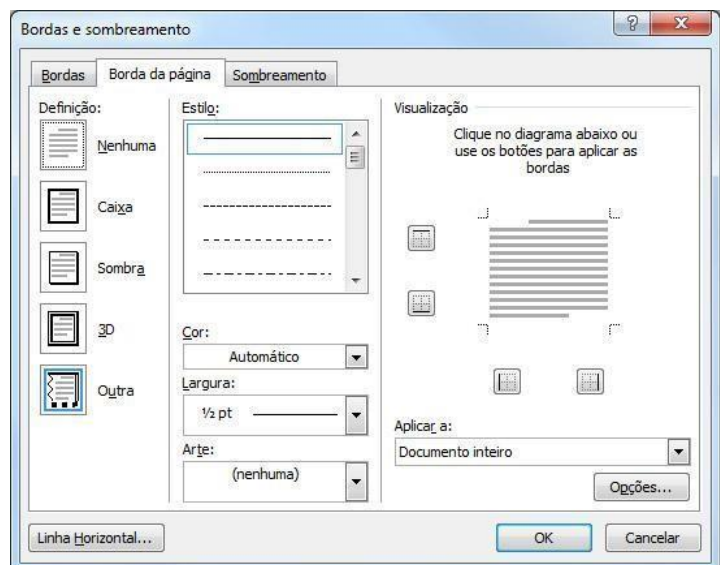 Bordas e sombreamento
Bordas
Borda da página
Sombreamento
Definição:
Nenhuma
Caixa
Sombra
3D
Outra
Estilo:
Cor:
Automático
Largura:
½ pt
Arte:
(nenhuma)
Visualização
Clique no diagrama abaixo ou
use os botões para aplicar as
bordas
Aplicar a:
Documento inteiro
Opções...
Linha Horizontal...
OK
Cancelar